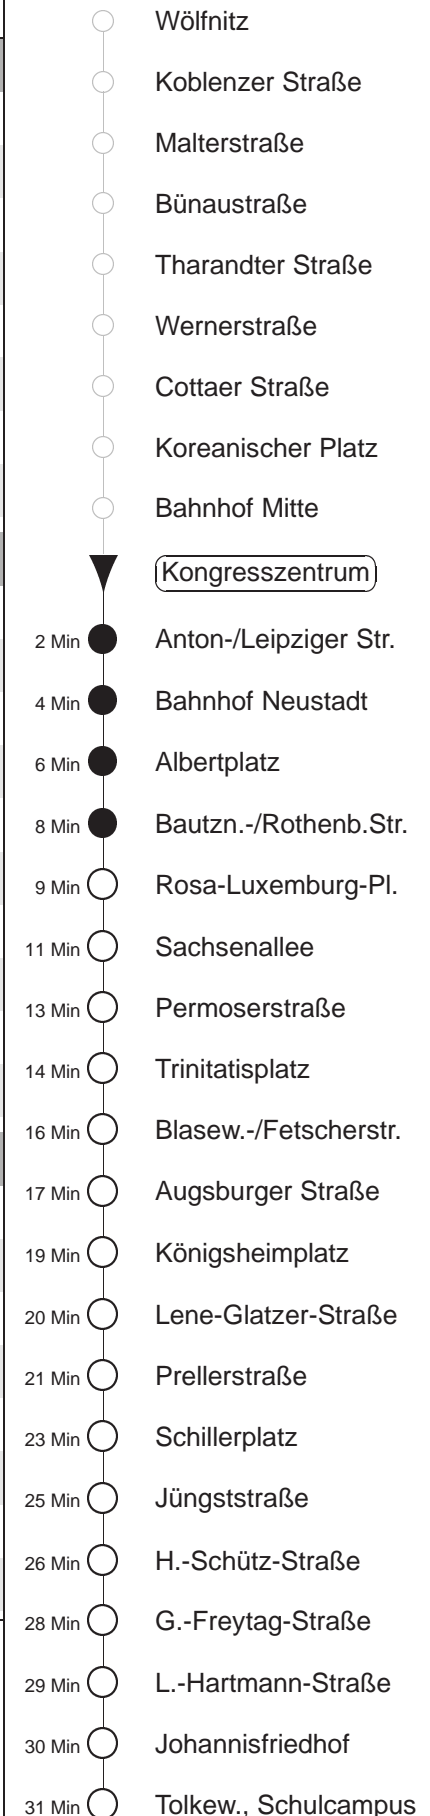 Wölfnitz
Koblenzer Straße
Malterstraße
Bünaustraße
Tharandter Straße
Wernerstraße
Cottaer Straße
Koreanischer Platz
Bahnhof Mitte
Kongresszentrum
2 Min Anton-/Leipziger Str.
4 Min Bahnhof Neustadt
6 Min Albertplatz
8 Min Bautzn.-/Rothenb.Str.
9 Min Rosa-Luxemburg-Pl.
11 Min Sachsenallee
13 Min Permoserstraße
14 Min Trinitatisplatz
16 Min Blasew.-/Fetscherstr.
17 Min Augsburger Straße
19 Min Königsheimplatz
20 Min Lene-Glatzer-Straße
21 Min Prellerstraße
23 Min Schillerplatz
25 Min Jüngststraße
26 Min H.-Schütz-Straße
28 Min G.-Freytag-Straße
29 Min L.-Hartmann-Straße
30 Min Johannisfriedhof
31 Min Tolkew., Schulcampus